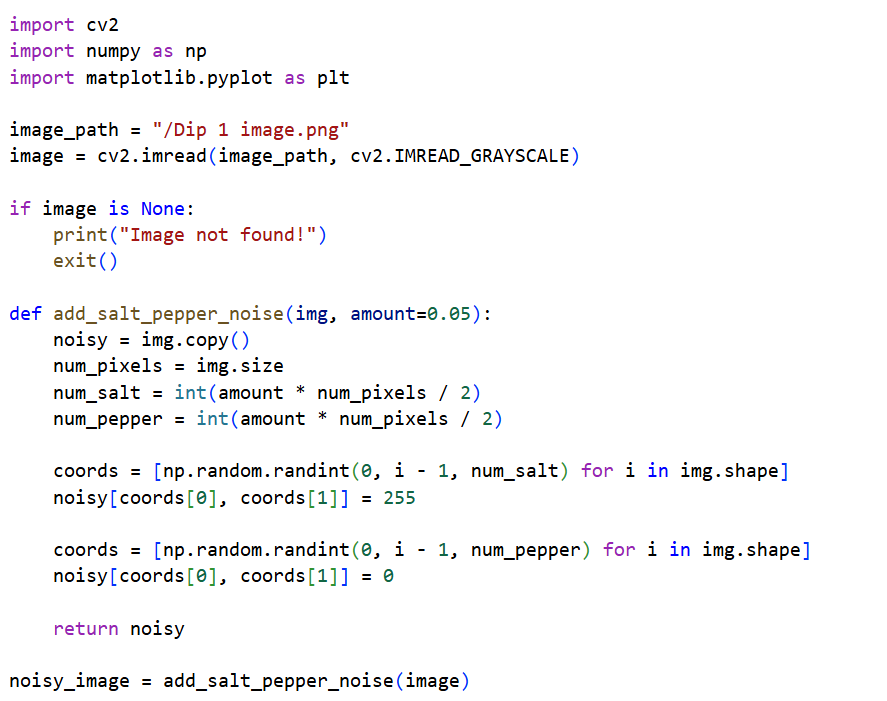 import cv2
import numpy as np
import matplotlib.pyplot as plt

image_path = "/Dip 1 image.png"
image = cv2.imread(image_path, cv2.IMREAD_GRAYSCALE)

if image is None:
    print("Image not found!")
    exit()

def add_salt_pepper_noise(img, amount=0.05):
    noisy = img.copy()
    num_pixels = img.size
    num_salt = int(amount * num_pixels / 2)
    num_pepper = int(amount * num_pixels / 2)

    coords = [np.random.randint(0, i - 1, num_salt) for i in img.shape]
    noisy[coords[0], coords[1]] = 255

    coords = [np.random.randint(0, i - 1, num_pepper) for i in img.shape]
    noisy[coords[0], coords[1]] = 0

    return noisy

noisy_image = add_salt_pepper_noise(image)